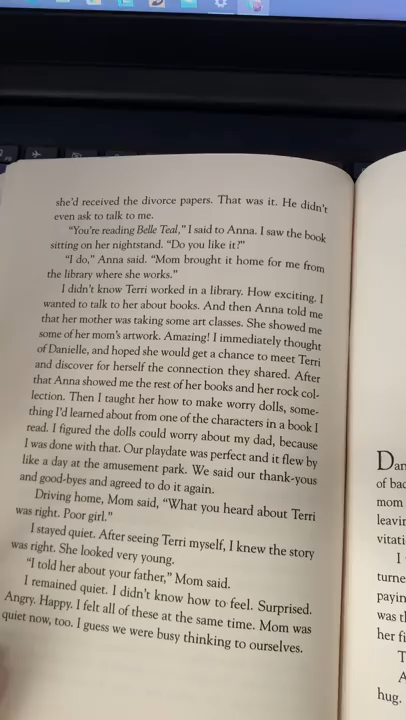 she'd received the divorce papers. That was it. He didn't
even ask to talk to me.
"You're reading Belle Teal," I said to Anna. I saw the book
sitting on her nightstand. "Do you like it?"
"I do," Anna said. "Mom brought it home for me from
the library where she works."
I didn't know Terri worked in a library. How exciting. I
wanted to talk to her about books. And then Anna told me
that her mother was taking some art classes. She showed me
some of her mom's artwork. Amazing! I immediately thought
of Danielle, and hoped she would get a chance to meet Terri
and discover for herself the connection they shared. After
that Anna showed me the rest of her books and her rock col-
lection. Then I taught her how to make worry dolls, some-
thing I'd learned about from one of the characters in a book I
read. I figured the dolls could worry about my dad, because
I was done with that. Our playdate was perfect and it flew by
like a day at the amusement park. We said our thank-yous
and good-byes and agreed to do it again.
Driving home, Mom said, "What you heard about Terri
was right. Poor girl."
I stayed quiet. After seeing Terri myself, I knew the story
was right. She looked very young.
"I told her about your father," Mom said.
I remained quiet. I didn't know how to feel. Surprised.
Angry. Happy. I felt all of these at the same time. Mom was
quiet now, too. I guess we were busy thinking to ourselves.
Dan
of bac
mom
leavin
vitati
I
turne
payin
was th
her fi
T
A
hug.